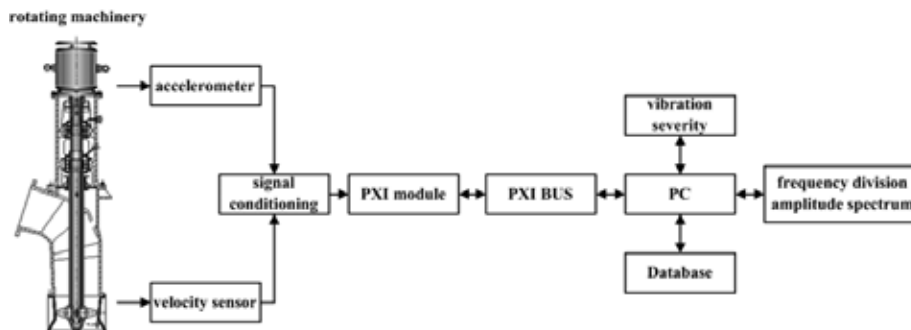 rotating machinery
accelerometer
vibration
severity
signal
conditioning
PXI module
PXI BUS
PC
frequency division
amplitude spectrum
velocity sensor
Database